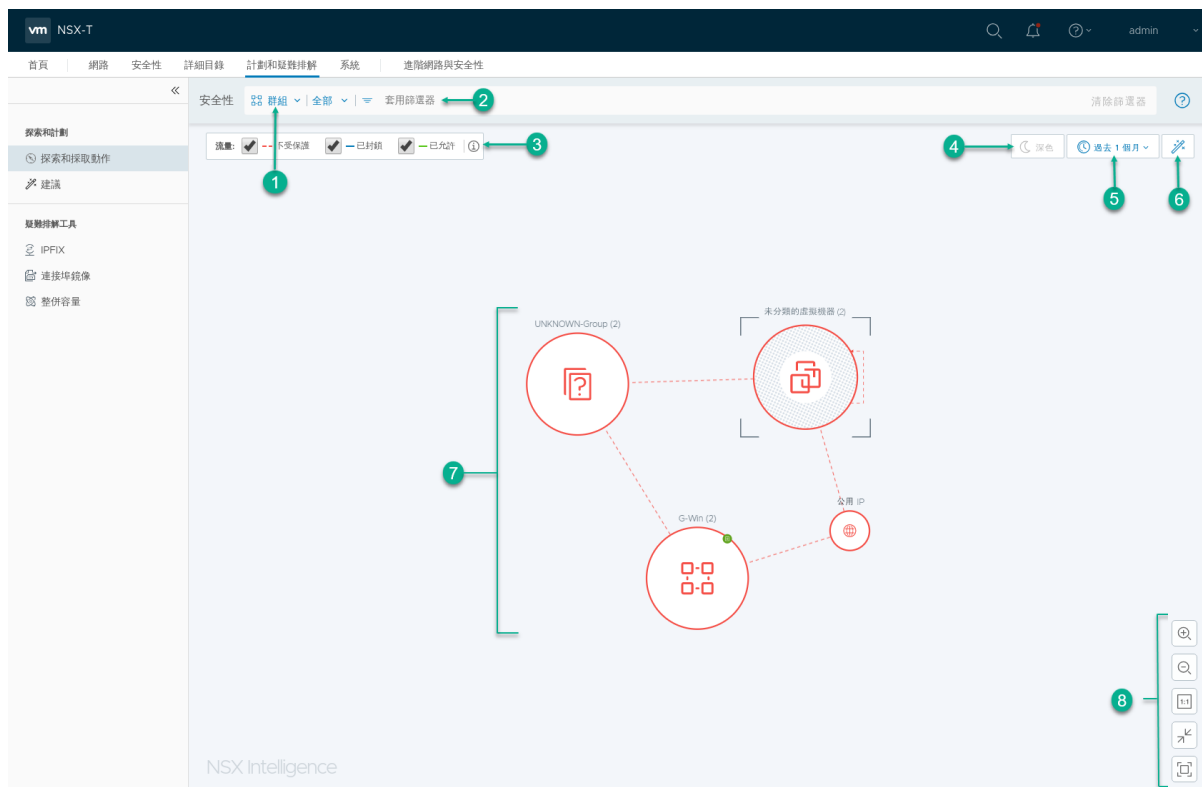 vm NSX-T admin
首頁 網路 安全性 詳細目錄 計劃和疑難排解 系統 進階網路與安全性
安全性 群組 全部 套用篩選器 2 清除篩選器
探索和計劃
探索和採取動作
建議
疑難排解工具
IPFIX
連接埠鏡像
整併容量
流量: 不受保護 已封鎖 已允許 3
4 深色 過去 1 個月
1
5
6
未分類的虛擬機器 (2)
UNKNOWN-Group (2)
7
公用 IP
G-Win (2)
8
1:1
NSX Intelligence